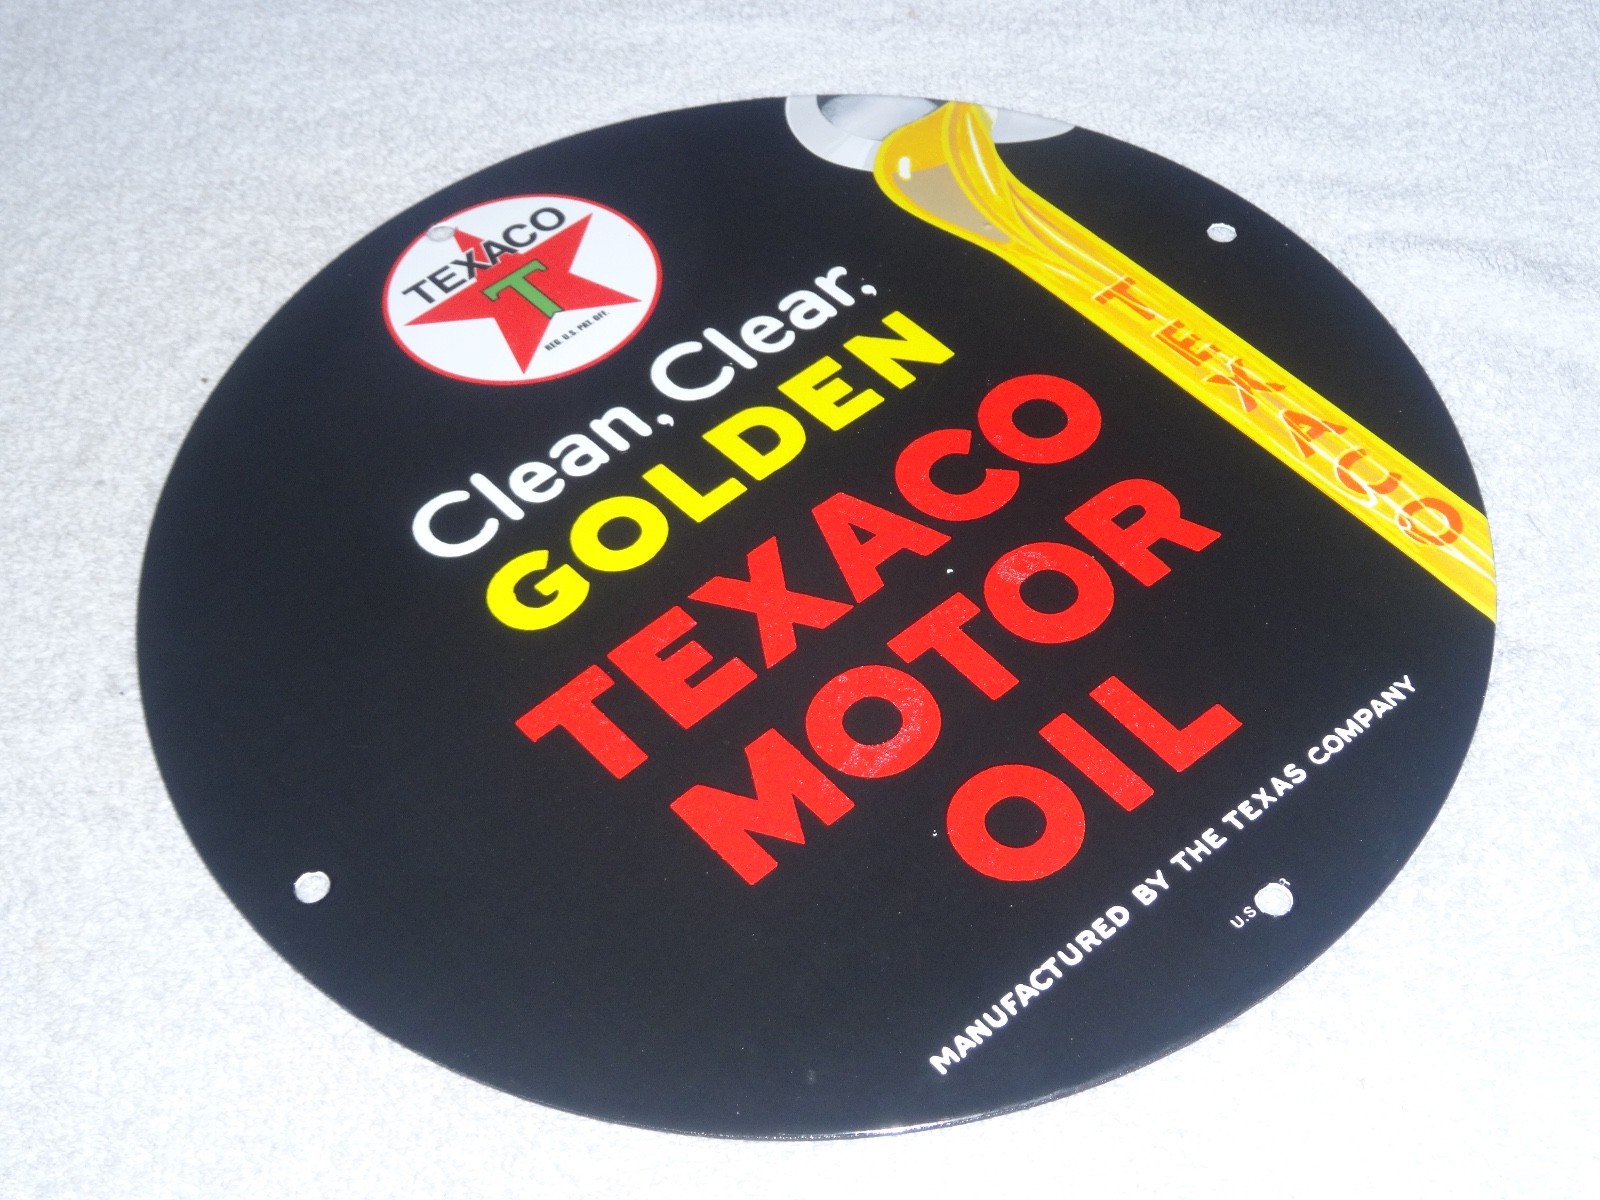 TEXACO
T
REG. U.S. PAT. OFF.
Clean, Clear,
GOLDEN
TEXACO
MOTOR
OIL
TEXACO
MANUFACTURED BY THE TEXAS COMPANY
U.S